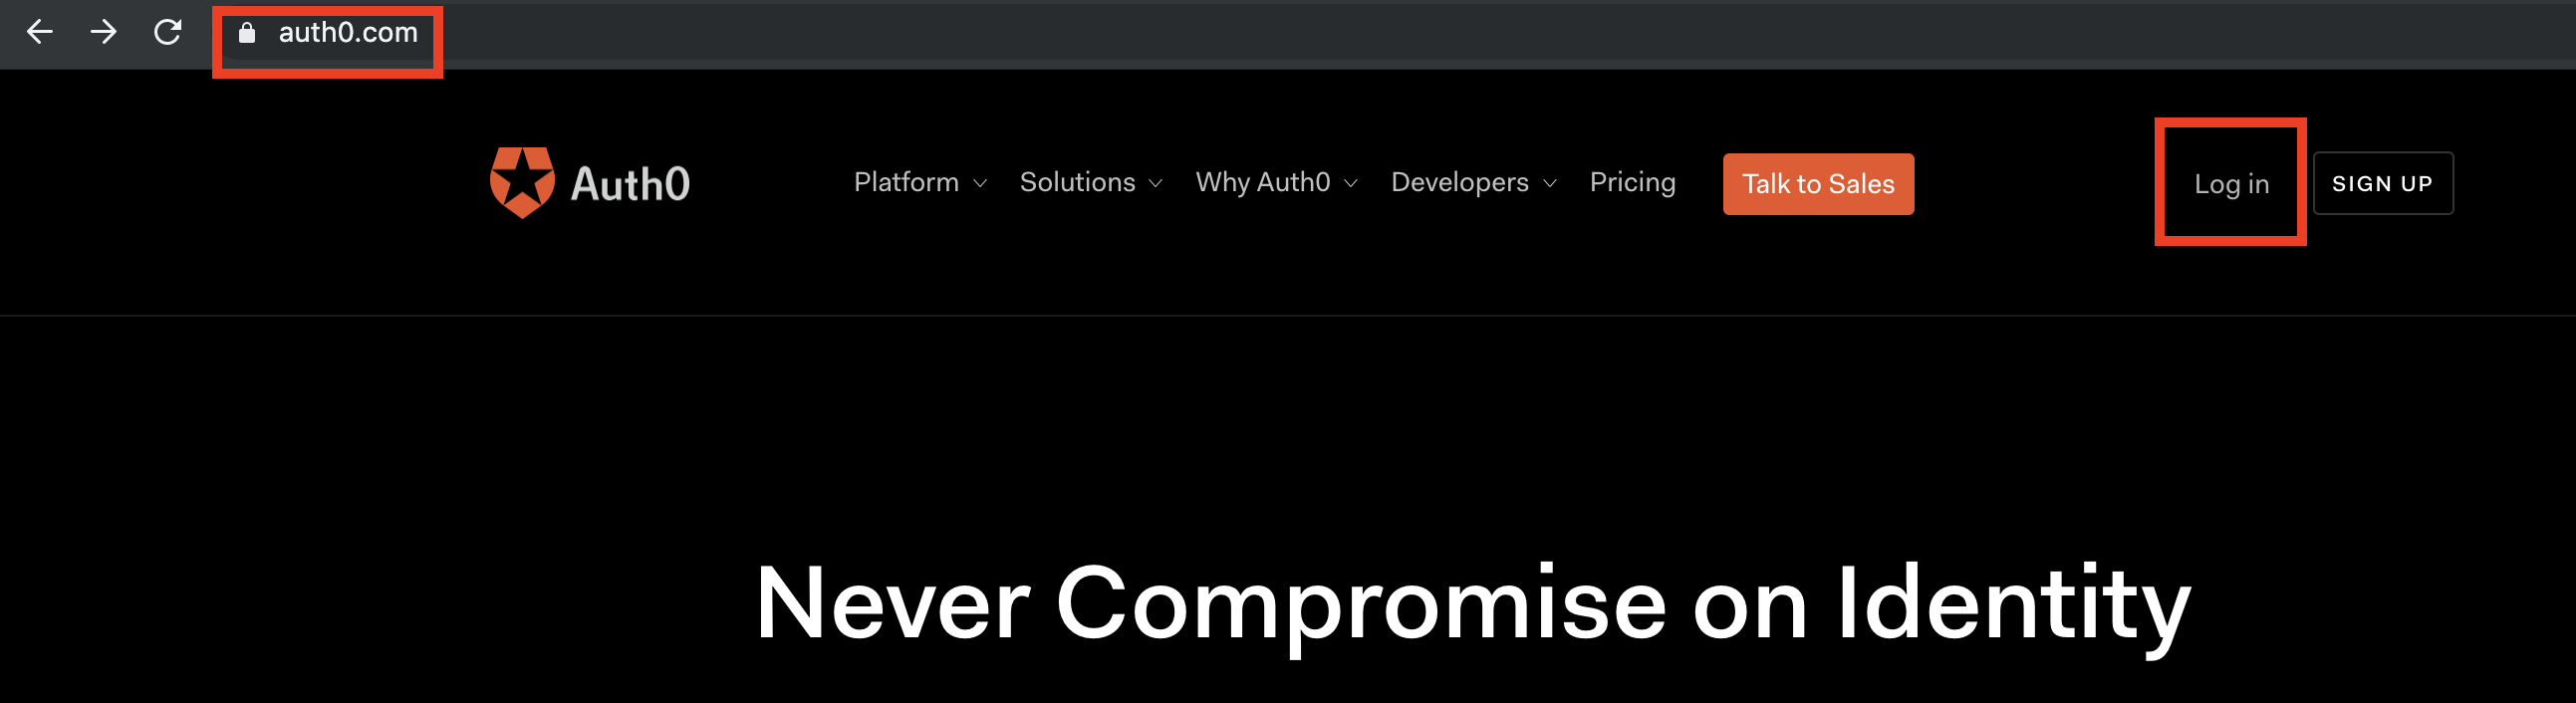 auth0.com
Auth0 Platform Solutions Why Auth0 Developers Pricing Talk to Sales Log in SIGN UP
Never Compromise on Identity